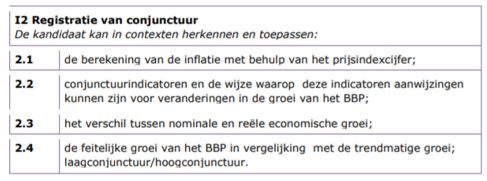 I2 Registratie van conjunctuur
De kandidaat kan in contexten herkennen en toepassen:
2.1 de berekening van de inflatie met behulp van het prijsindexcijfer;
2.2 conjunctuurindicatoren en de wijze waarop deze indicatoren aanwijzingen
kunnen zijn voor veranderingen in de groei van het BBP;
2.3 het verschil tussen nominale en reële economische groei;
2.4 de feitelijke groei van het BBP in vergelijking met de trendmatige groei;
laagconjunctuur/hoogconjunctuur.